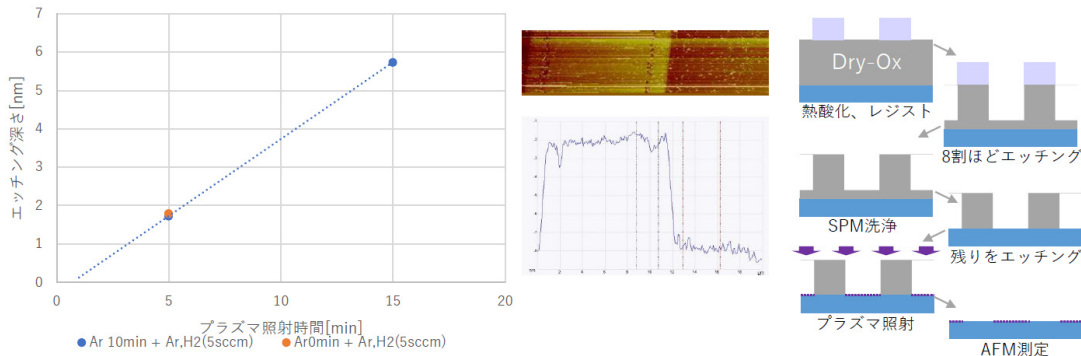 7
6
5
4
3
2
1
0
エッチング深さ[nm]
0
5
10
15
20
プラズマ照射時間[min]
Ar 10min + Ar,H2(5sccm)
Ar0min + Ar,H2(5sccm)
Dry-Ox
熱酸化、レジスト
8割ほどエッチング
SPM洗浄
残りをエッチング
プラズマ照射
AFM測定